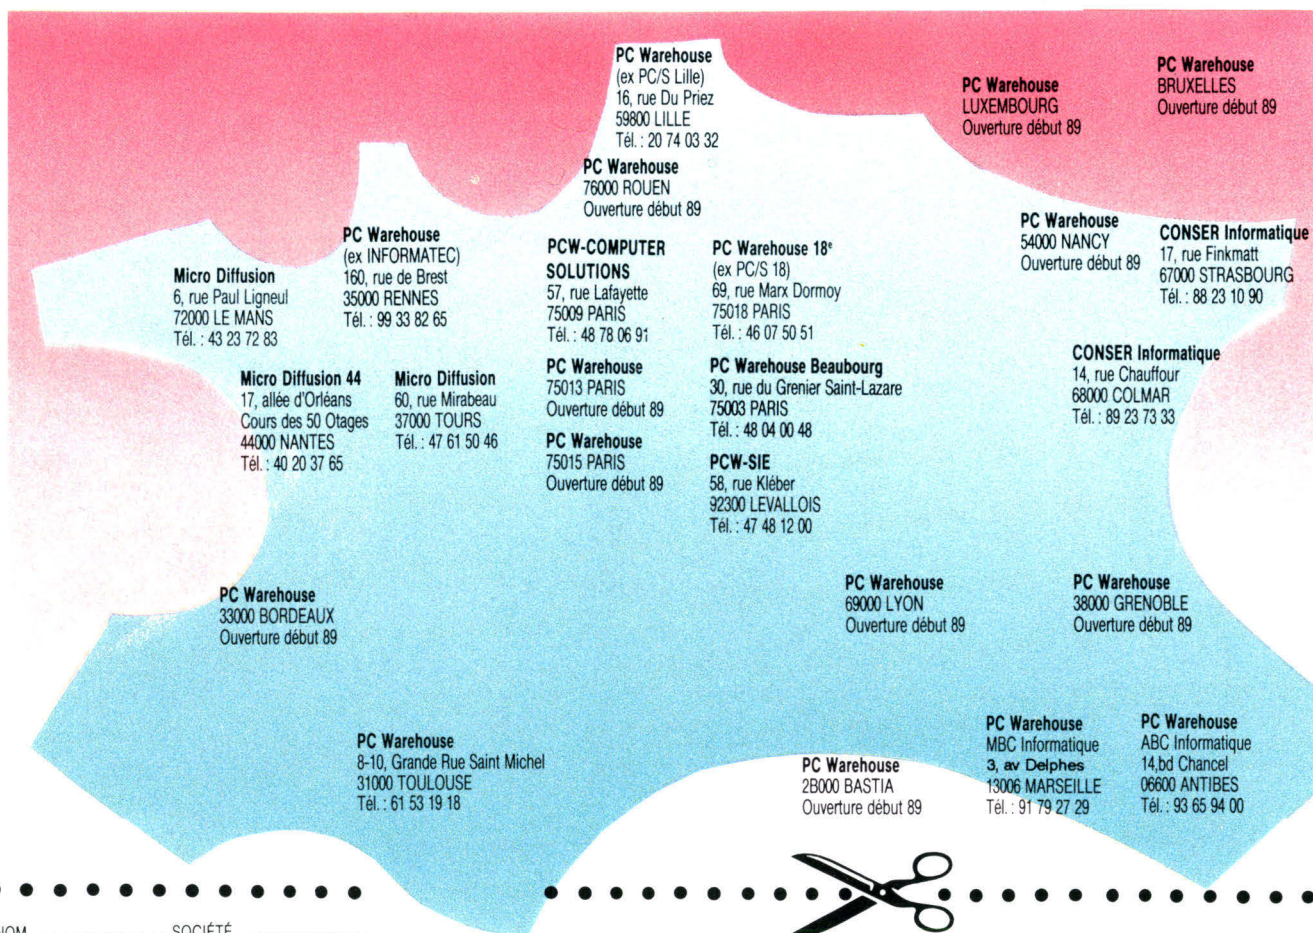 PC Warehouse
(ex PC/S Lille)
16, rue Du Priez
59800 LILLE
Tél. : 20 74 03 32
PC Warehouse
LUXEMBOURG
Ouverture début 89
PC Warehouse
BRUXELLES
Ouverture début 89
PC Warehouse
76000 ROUEN
Ouverture début 89
PC Warehouse
54000 NANCY
Ouverture début 89
CONSER Informatique
17, rue Finkmatt
67000 STRASBOURG
Tél. : 88 23 10 90
Micro Diffusion
6, rue Paul Ligneul
72000 LE MANS
Tél. : 43 23 72 83
PC Warehouse
(ex INFORMATEC)
160, rue de Brest
35000 RENNES
Tél. : 99 33 82 65
PCW-COMPUTER
SOLUTIONS
57, rue Lafayette
75009 PARIS
Tél. : 48 78 06 91
PC Warehouse 18e
(ex PC/S 18)
69, rue Marx Dormoy
75018 PARIS
Tél. : 46 07 50 51
CONSER Informatique
14, rue Chauffour
68000 COLMAR
Tél. : 89 23 73 33
Micro Diffusion 44
17, allée d'Orléans
Cours des 50 Otages
44000 NANTES
Tél. : 40 20 37 65
Micro Diffusion
60, rue Mirabeau
37000 TOURS
Tél. : 47 61 50 46
PC Warehouse
75013 PARIS
Ouverture début 89
PC Warehouse
75015 PARIS
Ouverture début 89
PC Warehouse Beaubourg
30, rue du Grenier Saint-Lazare
75003 PARIS
Tél. : 48 04 00 48
PCW-SIE
58, rue Kléber
92300 LEVALLOIS
Tél. : 47 48 12 00
PC Warehouse
33000 BORDEAUX
Ouverture début 89
PC Warehouse
69000 LYON
Ouverture début 89
PC Warehouse
38000 GRENOBLE
Ouverture début 89
PC Warehouse
8-10, Grande Rue Saint Michel
31000 TOULOUSE
Tél. : 61 53 19 18
PC Warehouse
2B000 BASTIA
Ouverture début 89
PC Warehouse
MBC Informatique
3, av Delphes
13006 MARSEILLE
Tél. : 91 79 27 29
PC Warehouse
ABC Informatique
14,bd Chancel
06600 ANTIBES
Tél. : 93 65 94 00
NOM
SOCIÉTÉ